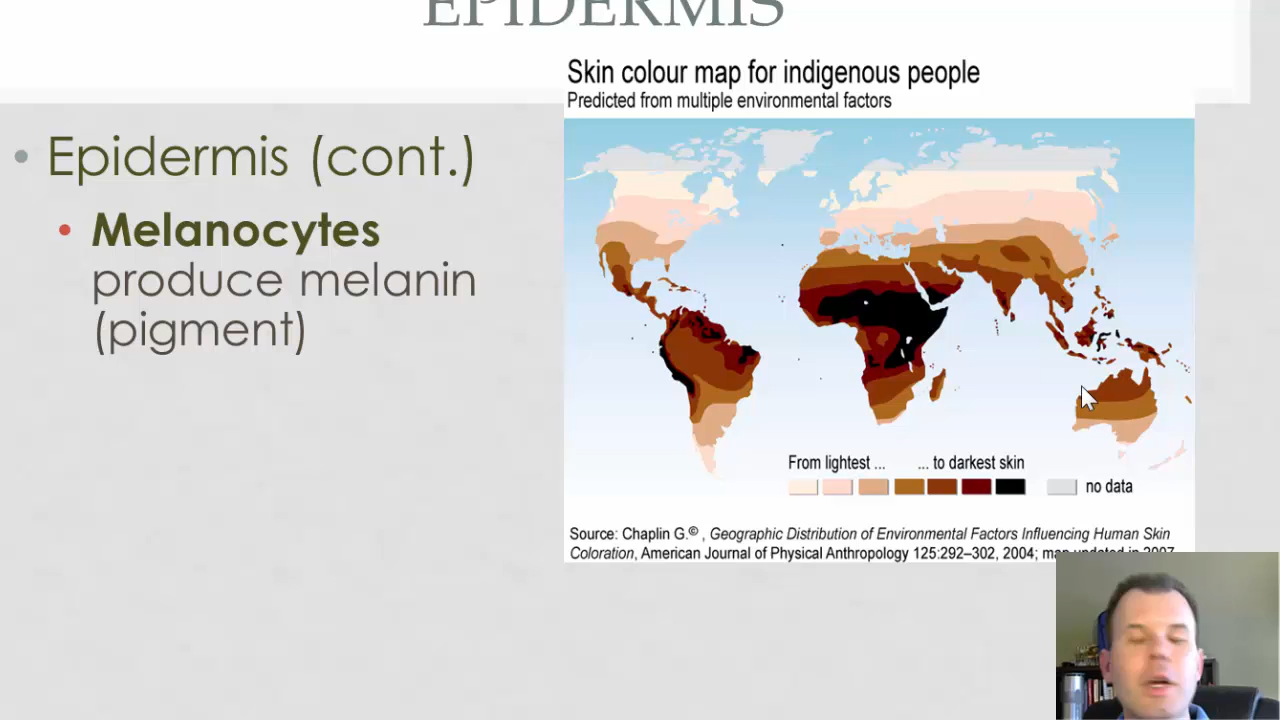 EPIDERMIS
Skin colour map for indigenous people
Predicted from multiple environmental factors
• Epidermis (cont.)
• Melanocytes
produce melanin
(pigment)
From lightest ... ... to darkest skin
no data
Source: Chaplin G.© , Geographic Distribution of Environmental Factors Influencing Human Skin
Coloration, American Journal of Physical Anthropology 125:292–302, 2004; map updated in 2007.